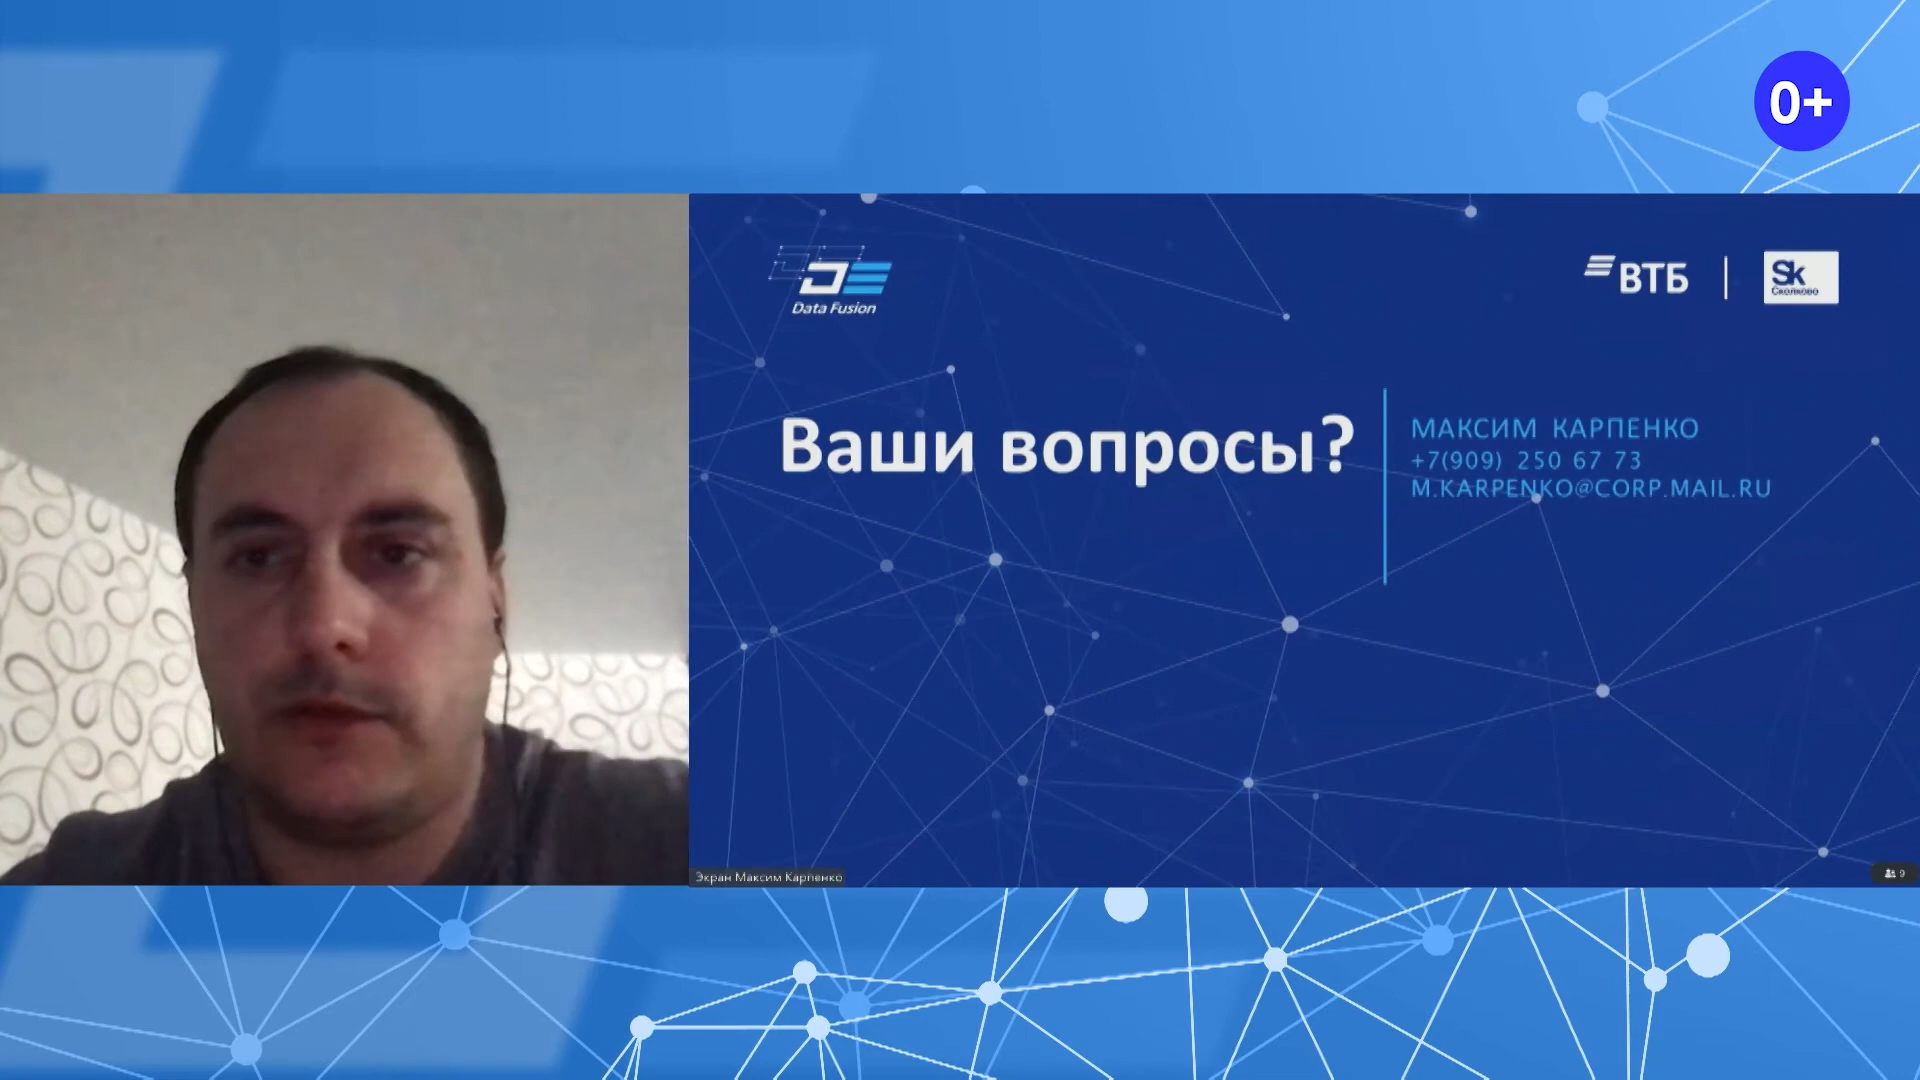 0+
Data Fusion
ВТБ
Sk
Сколково
Ваши вопросы?
МАКСИМ КАРПЕНКО
+7(909) 250 67 73
M.KARPENKO@CORP.MAIL.RU
Экран Максим Карпенко
9